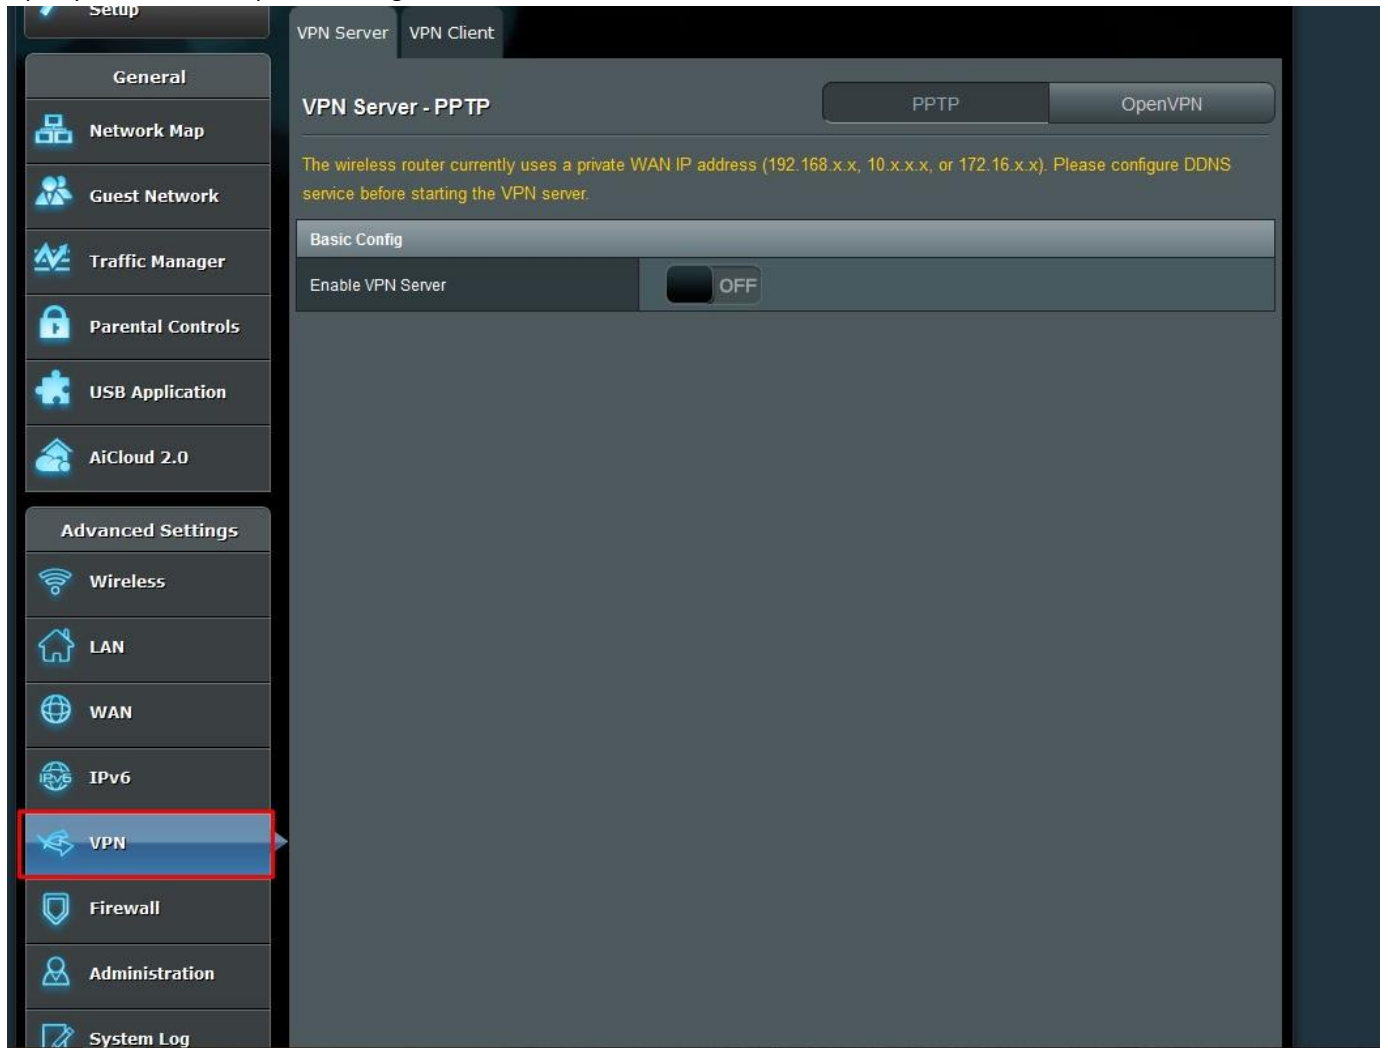 Setup
General
Network Map
Guest Network
Traffic Manager
Parental Controls
USB Application
AiCloud 2.0
Advanced Settings
Wireless
LAN
WAN
IPv6
IPv6
VPN
Firewall
Administration
System Log
VPN Server VPN Client
VPN Server - PPTP
PPTP OpenVPN
The wireless router currently uses a private WAN IP address (192.168.x.x, 10.x.x.x, or 172.16.x.x). Please configure DDNS
service before starting the VPN server.
Basic Config
Enable VPN Server OFF